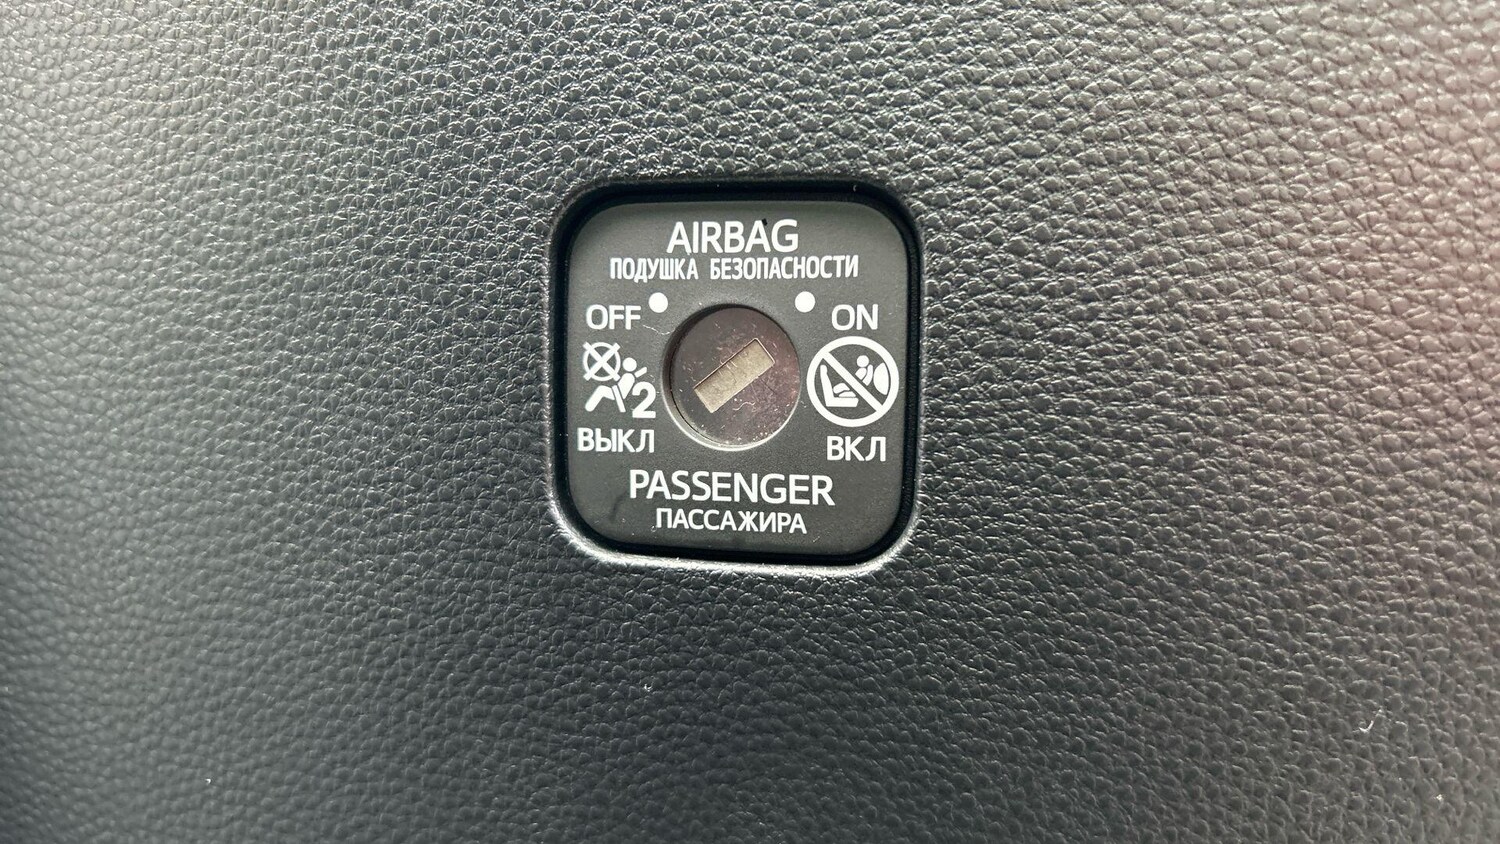 AIRBAG
ПОДУШКА БЕЗОПАСНОСТИ
OFF ON
2
ВЫКЛ ВКЛ
PASSENGER
ПАССАЖИРА